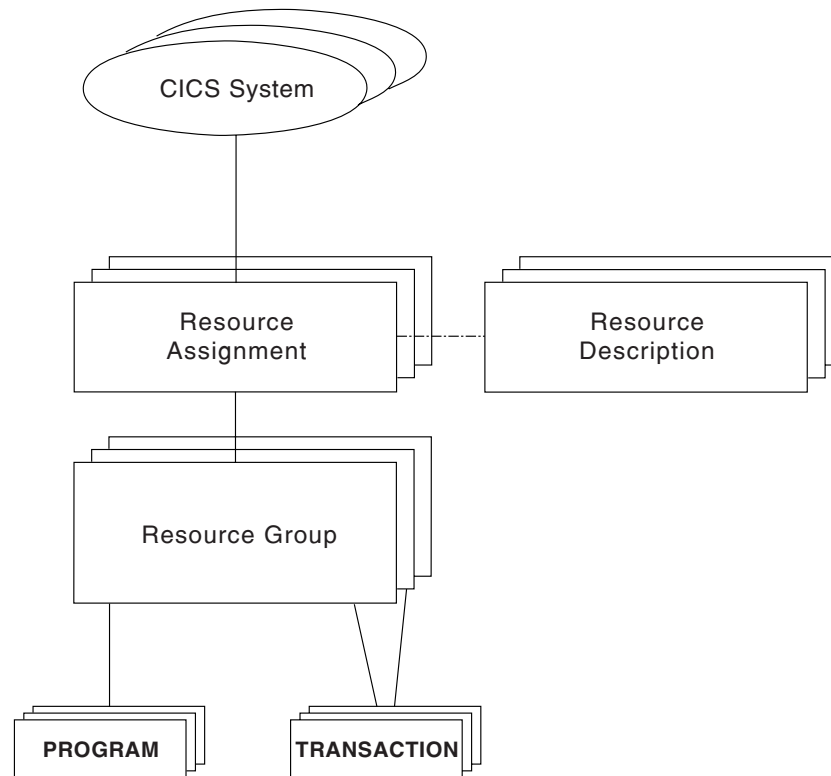 CICS System
Resource
Assignment
Resource
Description
Resource Group
PROGRAM
TRANSACTION